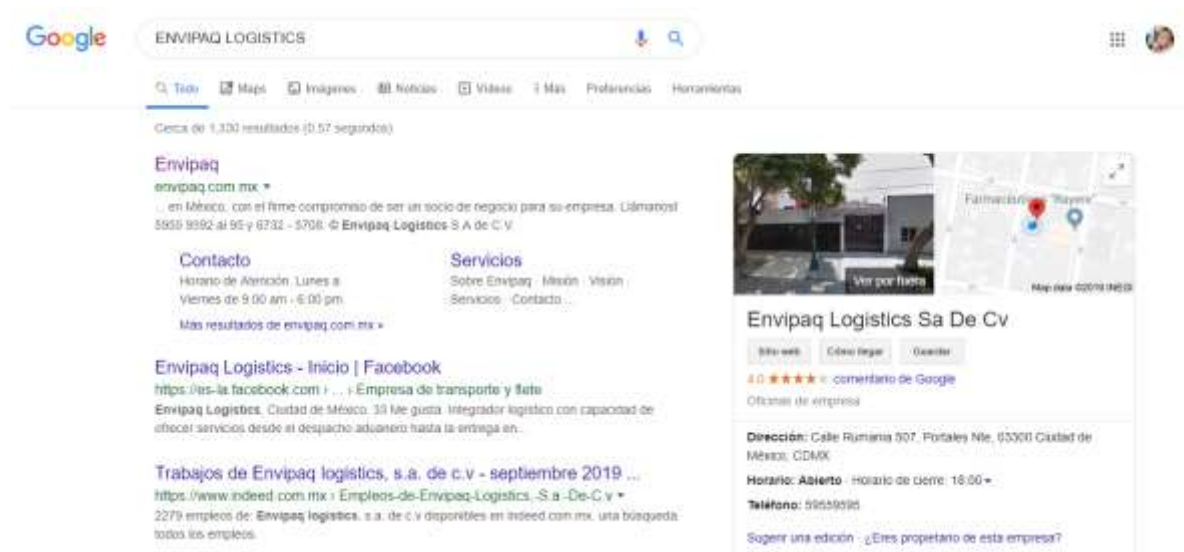 Google
ENVIPAQ LOGISTICS
Todo Maps Imágenes Noticias Videos Más Preferencias Herramientas
Cerca de 1,330 resultados (0.57 segundos)
Envipaq
envipaq.com.mx
... en México, con el firme compromiso de ser un socio de negocio para su empresa. Llámanos!
5959 9592 al 95 y 6732 - 5708. © Envipaq Logistics S.A de C.V.
Contacto
Horario de Atención. Lunes a
Viernes de 9:00 am - 6:00 pm.
Servicios
Sobre Envipaq · Misión · Visión ·
Servicios · Contacto ...
Más resultados de envipaq.com.mx »
Envipaq Logistics - Inicio | Facebook
https://es-la.facebook.com › ... › Empresa de transporte y flete
Envipaq Logistics, Ciudad de México. 33 Me gusta. Integrador logístico con capacidad de
ofrecer servicios desde el despacho aduanero hasta la entrega en...
Trabajos de Envipaq logistics, s.a. de c.v - septiembre 2019 ...
https://www.indeed.com.mx › Empleos-de-Envipaq-Logistics,-S.a.-De-C.v
2279 empleos de: Envipaq logistics, s.a. de c.v disponibles en Indeed.com.mx. una búsqueda.
todos los empleos.
Ver por fuera
Map data ©2019 INEGI
Envipaq Logistics Sa De Cv
Sitio web Cómo llegar Guardar
4.0 comentario de Google
Oficinas de empresa
Dirección: Calle Rumania 507, Portales Nte, 03300 Ciudad de
México, CDMX
Horario: Abierto · Horario de cierre: 18:00
Teléfono: 59559595
Sugerir una edición · ¿Eres propietario de esta empresa?